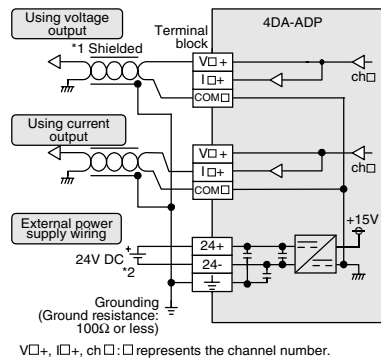 Using voltage
output
Terminal
block
4DA-ADP
*1 Shielded
V□+
I□+
COM□
ch□
Using current
output
V□+
I□+
COM□
ch□
External power
supply wiring
+15V
24V DC
*2
24+
24-
Grounding
(Ground resistance:
100Ω or less)
V□+, I□+, ch□:□ represents the channel number.